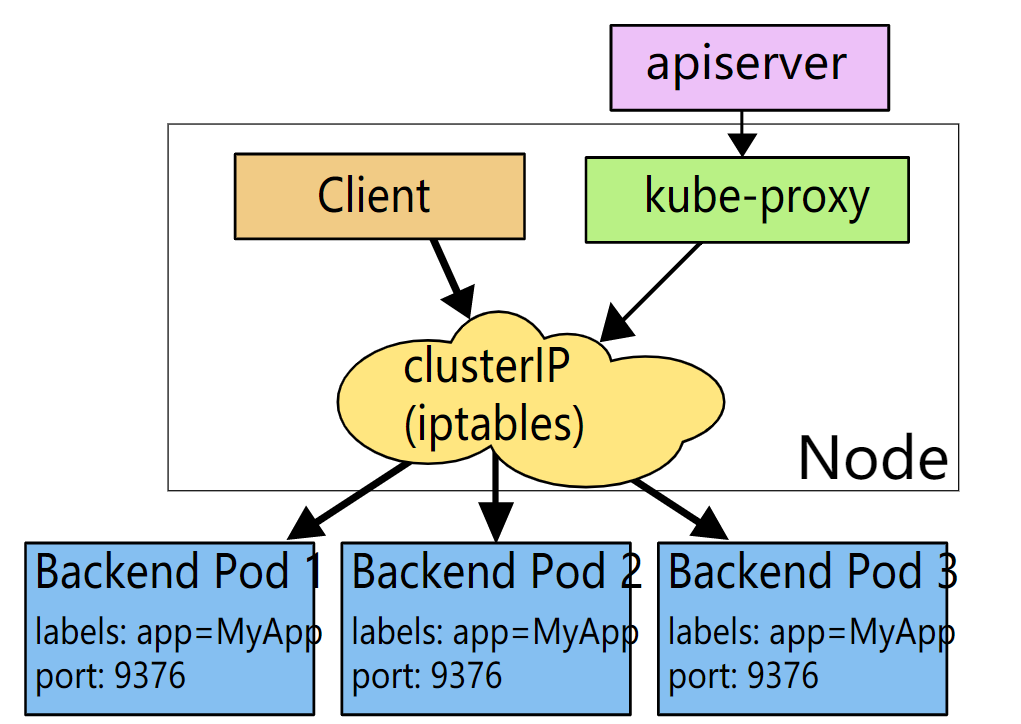 apiserver
Client
kube-proxy
clusterIP
(iptables)
Node
Backend Pod 1
labels: app=MyApp
port: 9376
Backend Pod 2
labels: app=MyApp
port: 9376
Backend Pod 3
labels: app=MyApp
port: 9376